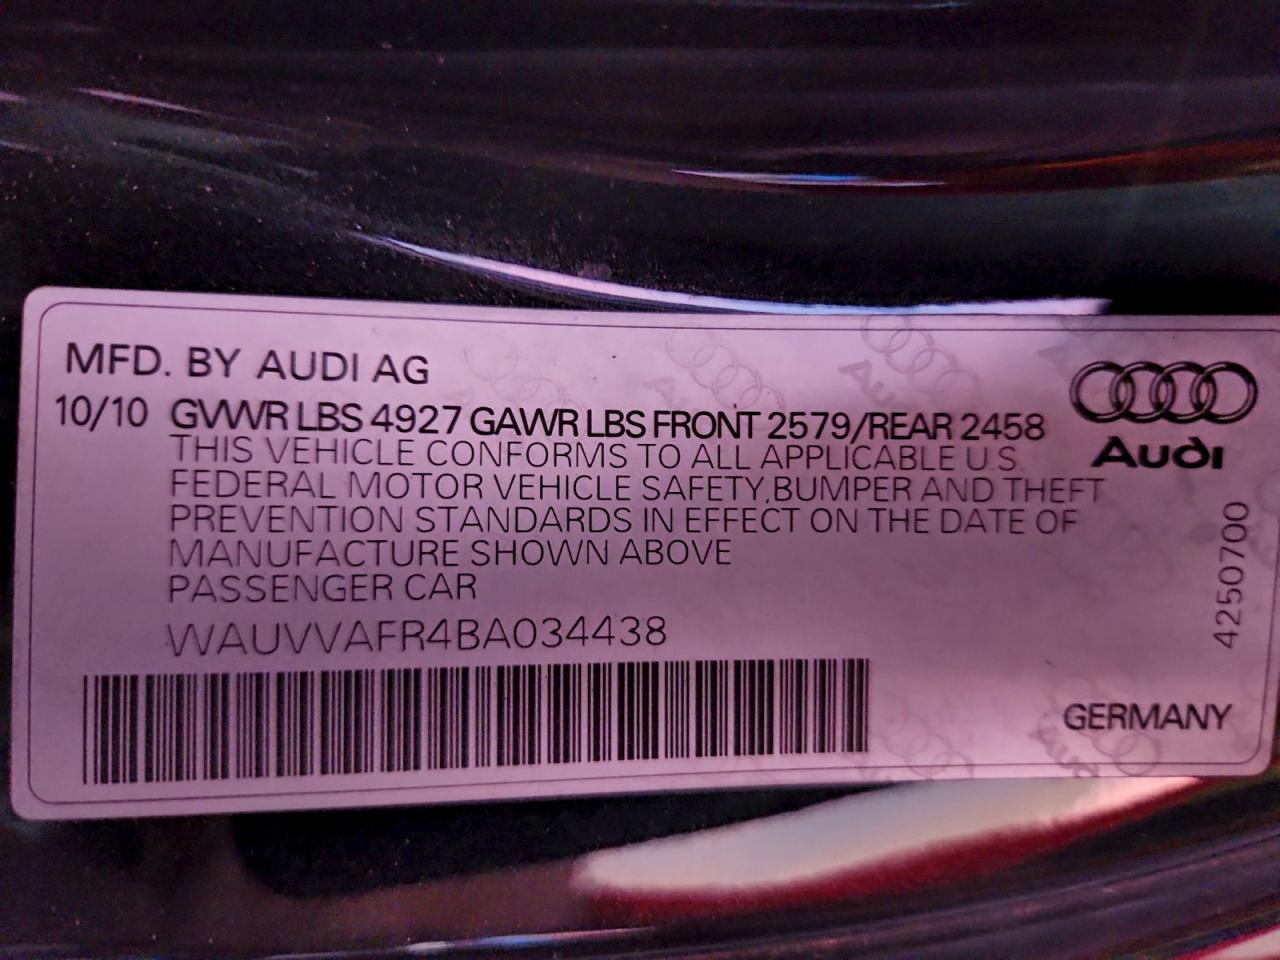 MFD. BY AUDI AG
10/10 GVWR LBS 4927 GAWR LBS FRONT 2579/REAR 2458
THIS VEHICLE CONFORMS TO ALL APPLICABLE U.S.
FEDERAL MOTOR VEHICLE SAFETY,BUMPER AND THEFT
PREVENTION STANDARDS IN EFFECT ON THE DATE OF
MANUFACTURE SHOWN ABOVE
PASSENGER CAR
WAUVVAFR4BA034438
Audi
4250700
GERMANY